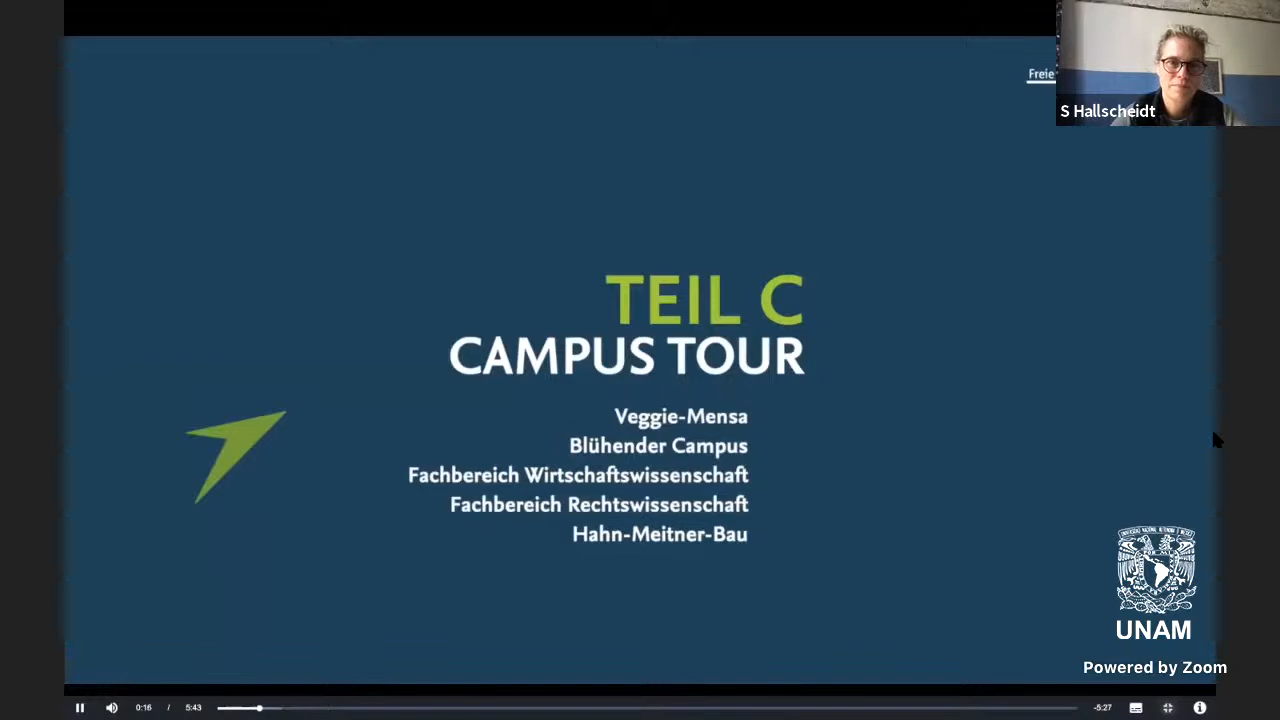 Freie
S Hallscheidt
TEIL C
CAMPUS TOUR
Veggie-Mensa
Blühender Campus
Fachbereich Wirtschaftswissenschaft
Fachbereich Rechtswissenschaft
Hahn-Meitner-Bau
UNAM
Powered by Zoom
0:16 / 5:43
-5:27